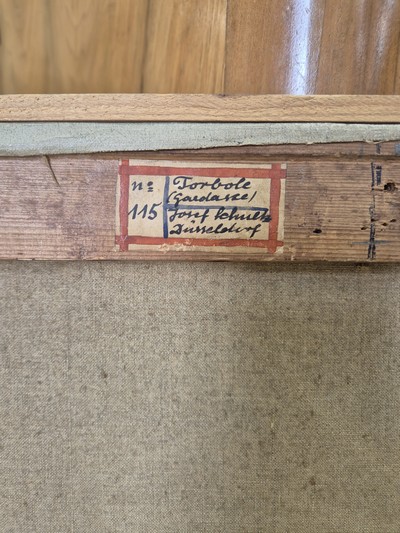 no Torbole
(Gardasee)
115 Josef Schultz
Düsseldorf